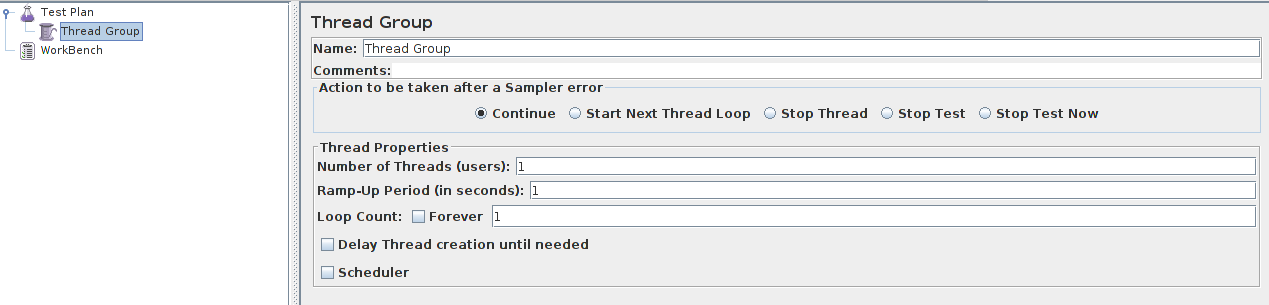 Test Plan
Thread Group
WorkBench
Thread Group
Name: Thread Group
Comments:
Action to be taken after a Sampler error
Continue Start Next Thread Loop Stop Thread Stop Test Stop Test Now
Thread Properties
Number of Threads (users): 1
Ramp-Up Period (in seconds): 1
Loop Count: Forever 1
Delay Thread creation until needed
Scheduler